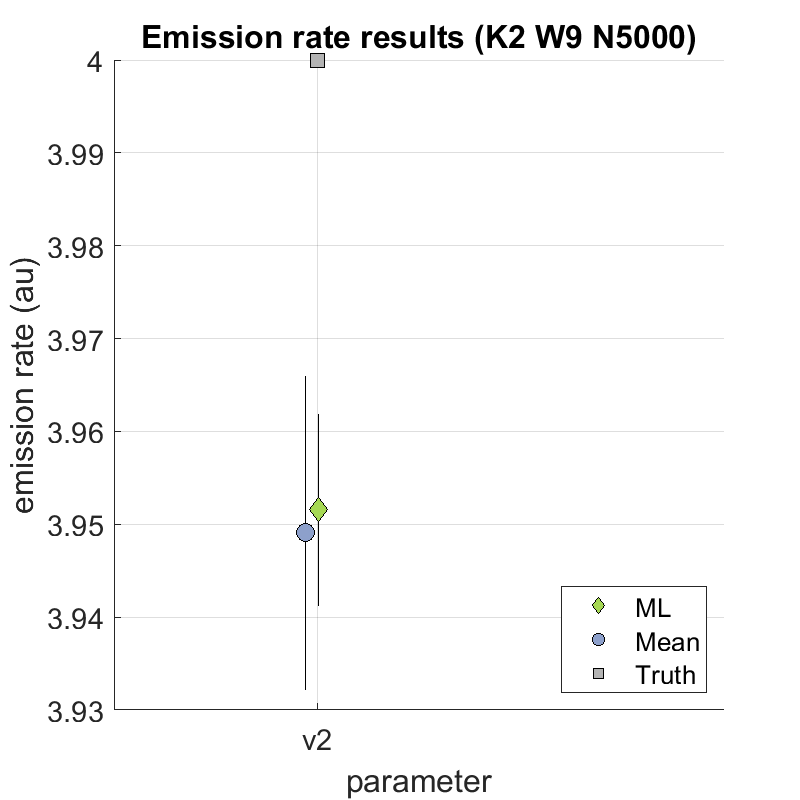 Emission rate results (K2 W9 N5000)
4
3.99
3.98
3.97
3.96
3.95
3.94
3.93
emission rate (au)
ML
Mean
Truth
v2
parameter